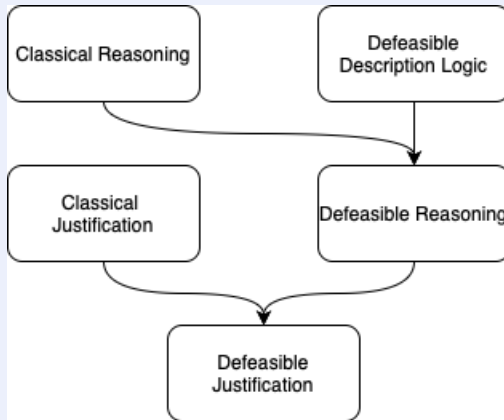 Classical Reasoning
Defeasible
Description Logic
Classical
Justification
Defeasible Reasoning
Defeasible
Justification